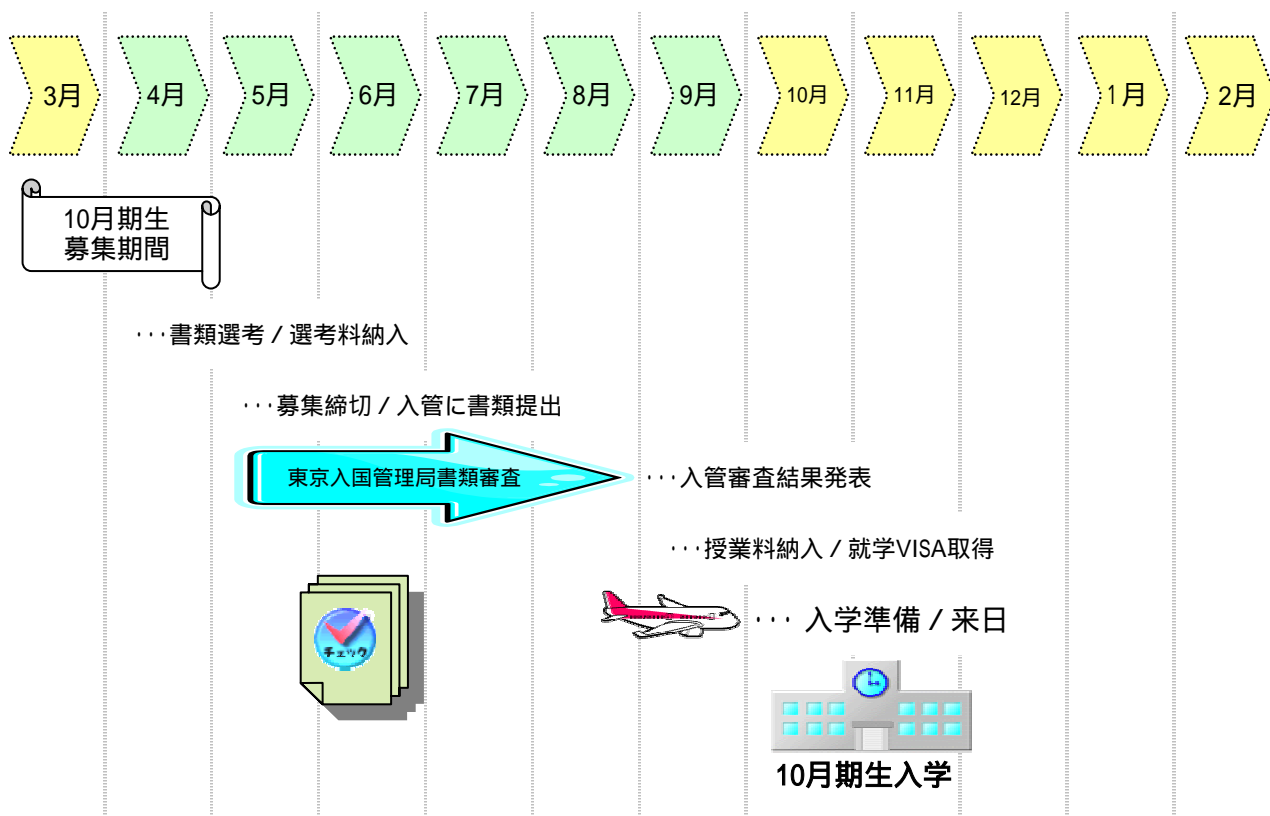 3月 4月 5月 6月 7月 8月 9月 10月 11月 12月 1月 2月
10月期生
募集期間
･･･書類選考 / 選考料納入
･･･募集締切 / 入管に書類提出
東京入国管理局書類審査
･･･入管審査結果発表
･･･授業料納入 / 就学VISA取得
チェック
･･･ 入学準備 / 来日
10月期生入学